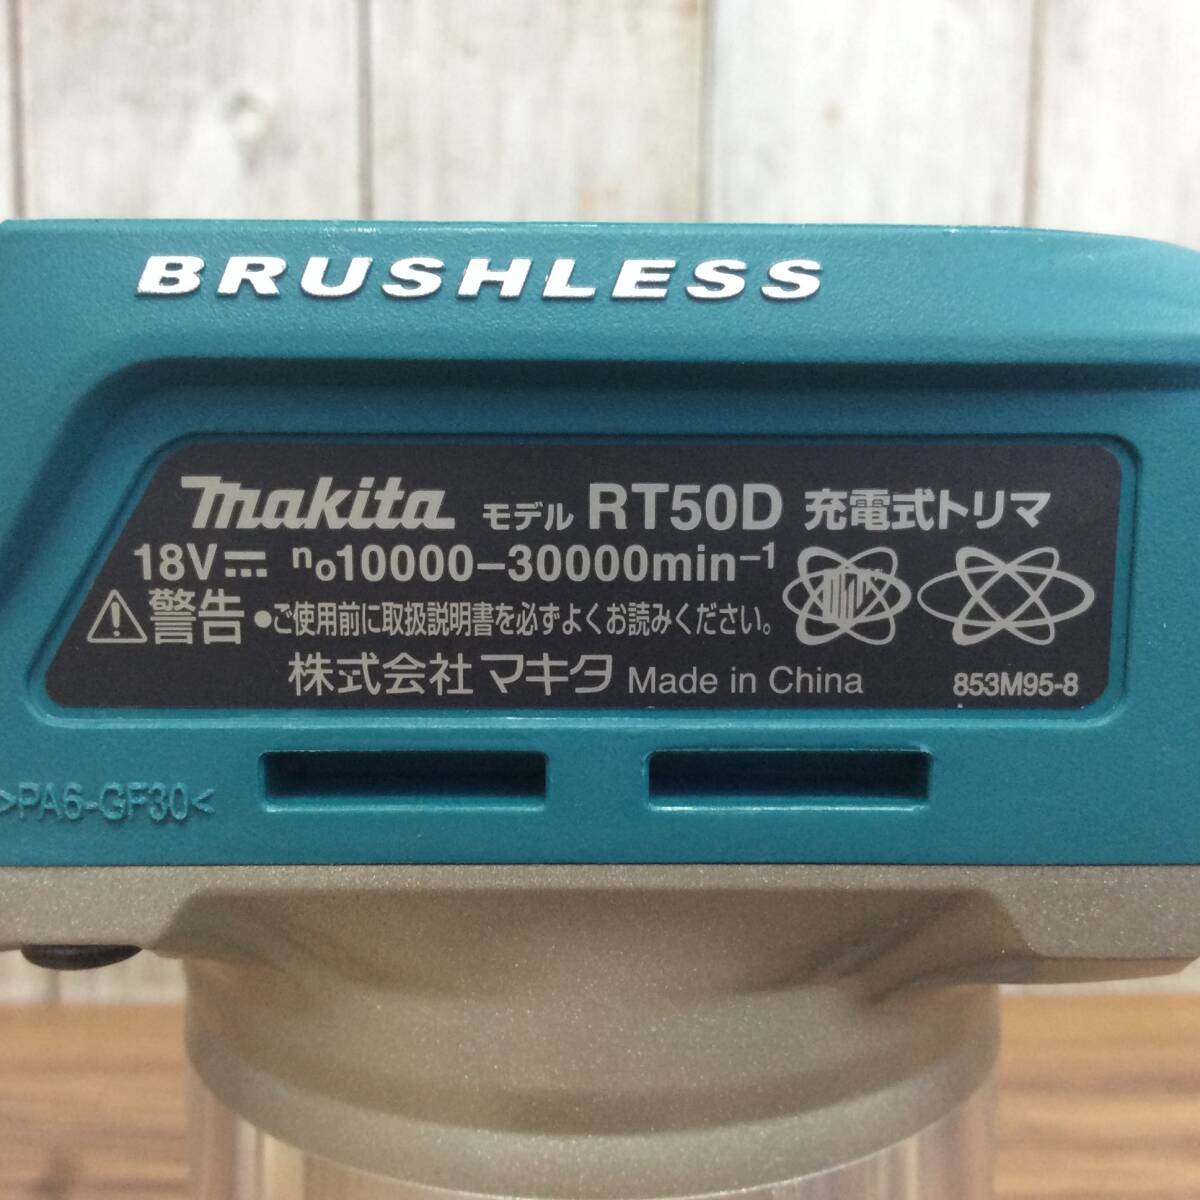 BRUSHLESS
makita モデル RT50D 充電式トリマ
18V⎓ n₀10000–30000min⁻¹
⚠警告 •ご使用前に取扱説明書を必ずよくお読みください。
株式会社 マキタ Made in China 853M95-8
>PA6-GF30<